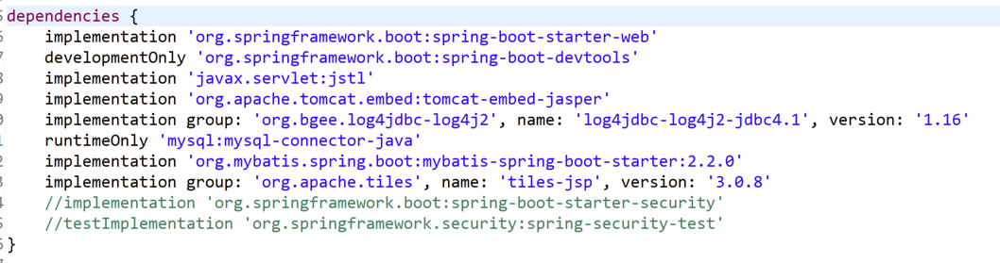 dependencies {
    implementation 'org.springframework.boot:spring-boot-starter-web'
    developmentOnly 'org.springframework.boot:spring-boot-devtools'
    implementation 'javax.servlet:jstl'
    implementation 'org.apache.tomcat.embed:tomcat-embed-jasper'
    implementation group: 'org.bgee.log4jdbc-log4j2', name: 'log4jdbc-log4j2-jdbc4.1', version: '1.16'
    runtimeOnly 'mysql:mysql-connector-java'
    implementation 'org.mybatis.spring.boot:mybatis-spring-boot-starter:2.2.0'
    implementation group: 'org.apache.tiles', name: 'tiles-jsp', version: '3.0.8'
    //implementation 'org.springframework.boot:spring-boot-starter-security'
    //testImplementation 'org.springframework.security:spring-security-test'
}